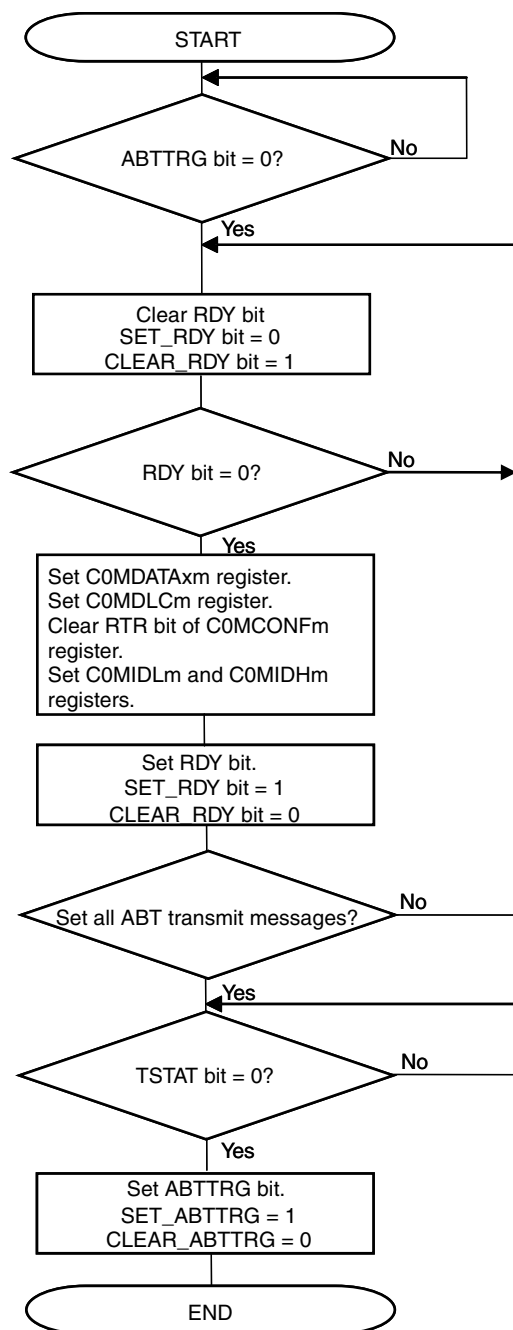 START
ABTTRG bit = 0?
No
Yes
Clear RDY bit
SET_RDY bit = 0
CLEAR_RDY bit = 1
RDY bit = 0?
No
Yes
Set C0MDATAxm register.
Set C0MDLCm register.
Clear RTR bit of C0MCONFm
register.
Set C0MIDLm and C0MIDHm
registers.
Set RDY bit.
SET_RDY bit = 1
CLEAR_RDY bit = 0
Set all ABT transmit messages?
No
Yes
TSTAT bit = 0?
No
Yes
Set ABTTRG bit.
SET_ABTTRG = 1
CLEAR_ABTTRG = 0
END